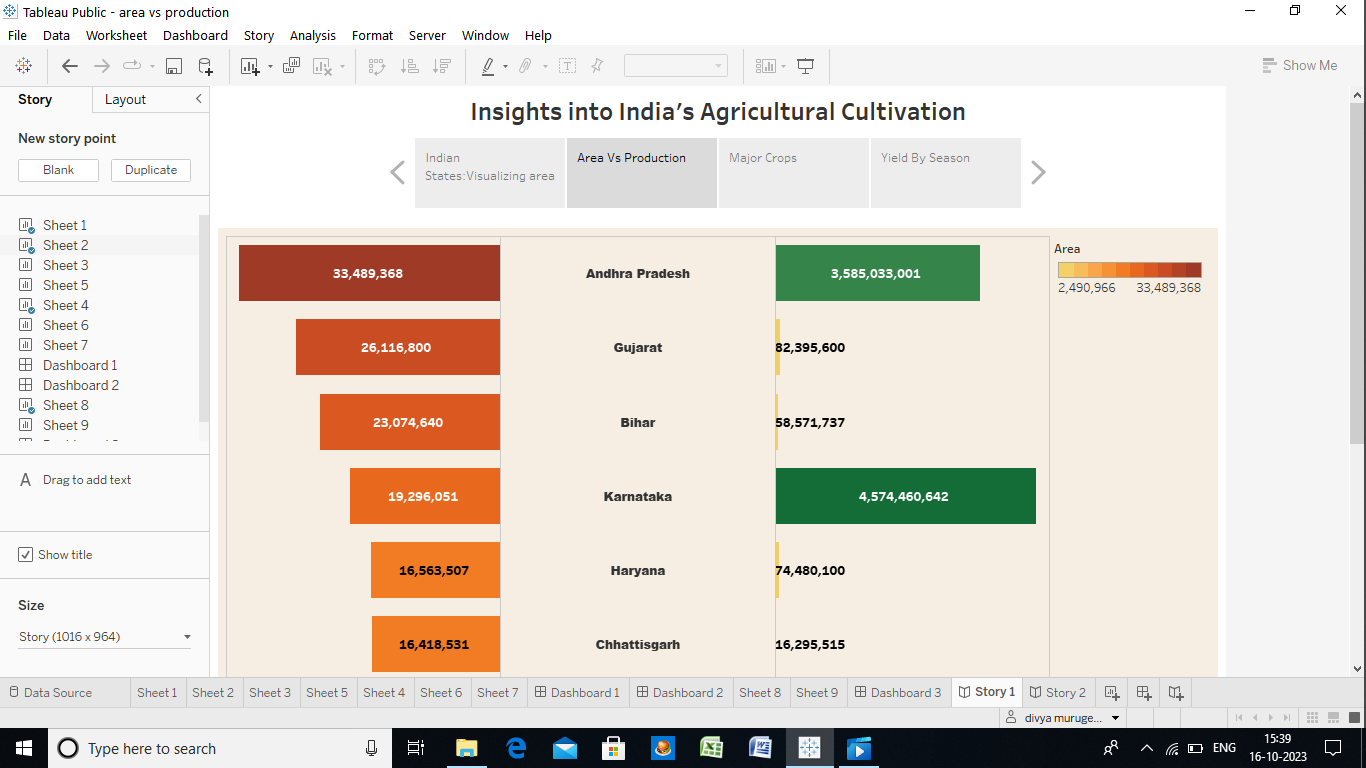 Tableau Public - area vs production
File Data Worksheet Dashboard Story Analysis Format Server Window Help
Show Me
Story Layout
New story point
Blank Duplicate
Sheet 1
Sheet 2
Sheet 3
Sheet 5
Sheet 4
Sheet 6
Sheet 7
Dashboard 1
Dashboard 2
Sheet 8
Sheet 9
A Drag to add text
Show title
Size
Story (1016 x 964)
Insights into India's Agricultural Cultivation
Indian
States:Visualizing area
Area Vs Production
Major Crops
Yield By Season
33,489,368 Andhra Pradesh 3,585,033,001
26,116,800 Gujarat 82,395,600
23,074,640 Bihar 58,571,737
19,296,051 Karnataka 4,574,460,642
16,563,507 Haryana 74,480,100
16,418,531 Chhattisgarh 16,295,515
Area
2,490,966 33,489,368
Data Source Sheet 1 Sheet 2 Sheet 3 Sheet 5 Sheet 4 Sheet 6 Sheet 7 Dashboard 1 Dashboard 2 Sheet 8 Sheet 9 Dashboard 3 Story 1 Story 2
divya muruge...
Type here to search
ENG
15:39
16-10-2023